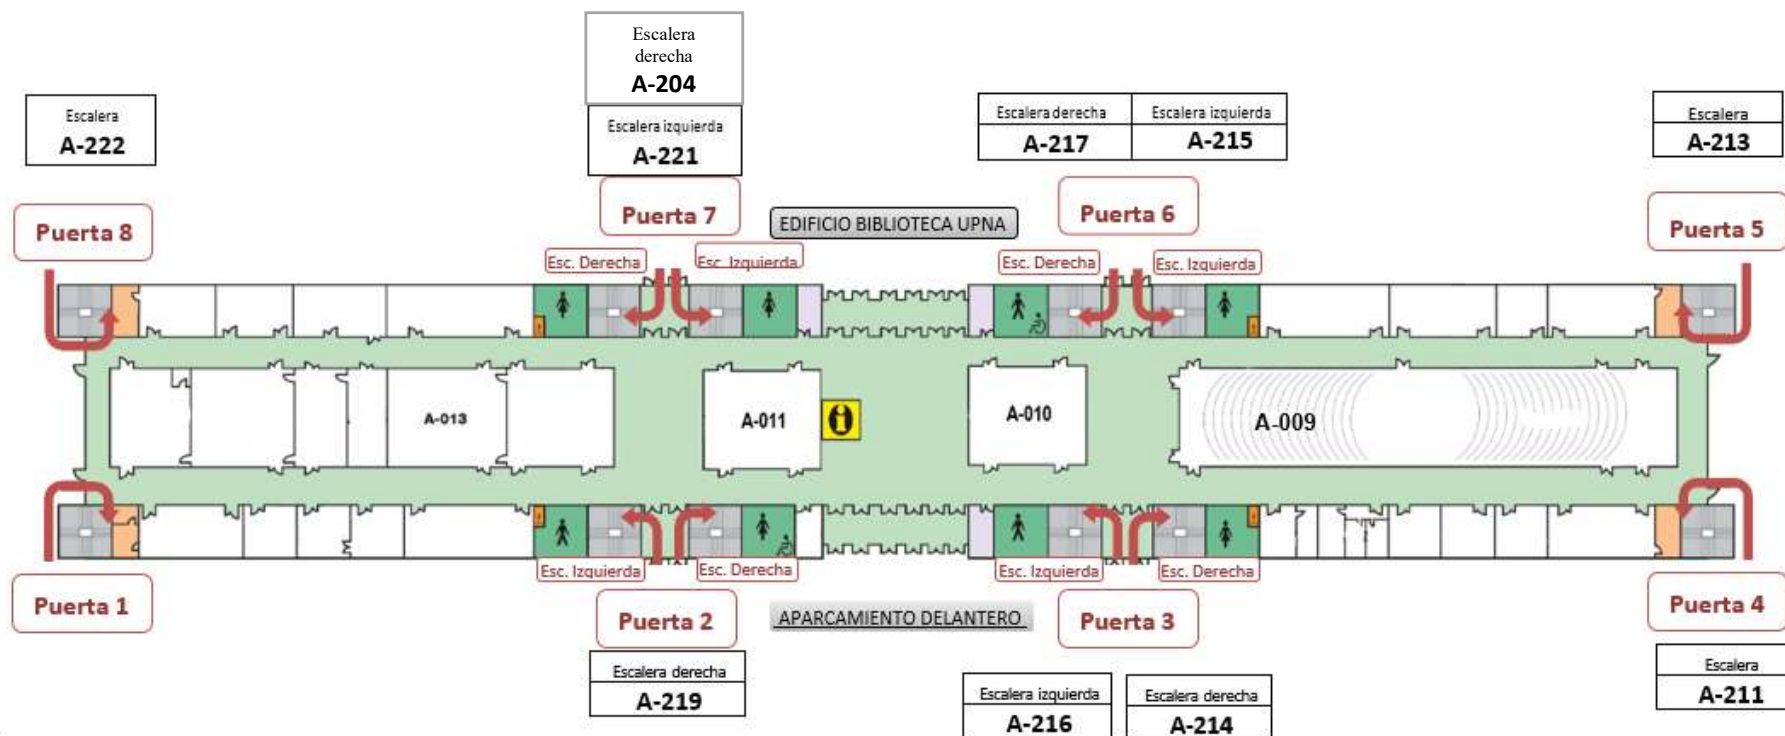 Escalera
derecha
A-204
Escalera
A-222
Escalera izquierda
A-221
Escalera derecha
A-217
Escalera izquierda
A-215
Escalera
A-213
Puerta 8
Puerta 7
EDIFICIO BIBLIOTECA UPNA
Puerta 6
Puerta 5
Esc. Derecha
Esc. Izquierda
Esc. Derecha
Esc. Izquierda
A-013
A-011
i
A-010
A-009
Esc. Izquierda
Esc. Derecha
Esc. Izquierda
Esc. Derecha
Puerta 1
Puerta 2
APARCAMIENTO DELANTERO
Puerta 3
Puerta 4
Escalera derecha
A-219
Escalera izquierda
A-216
Escalera derecha
A-214
Escalera
A-211